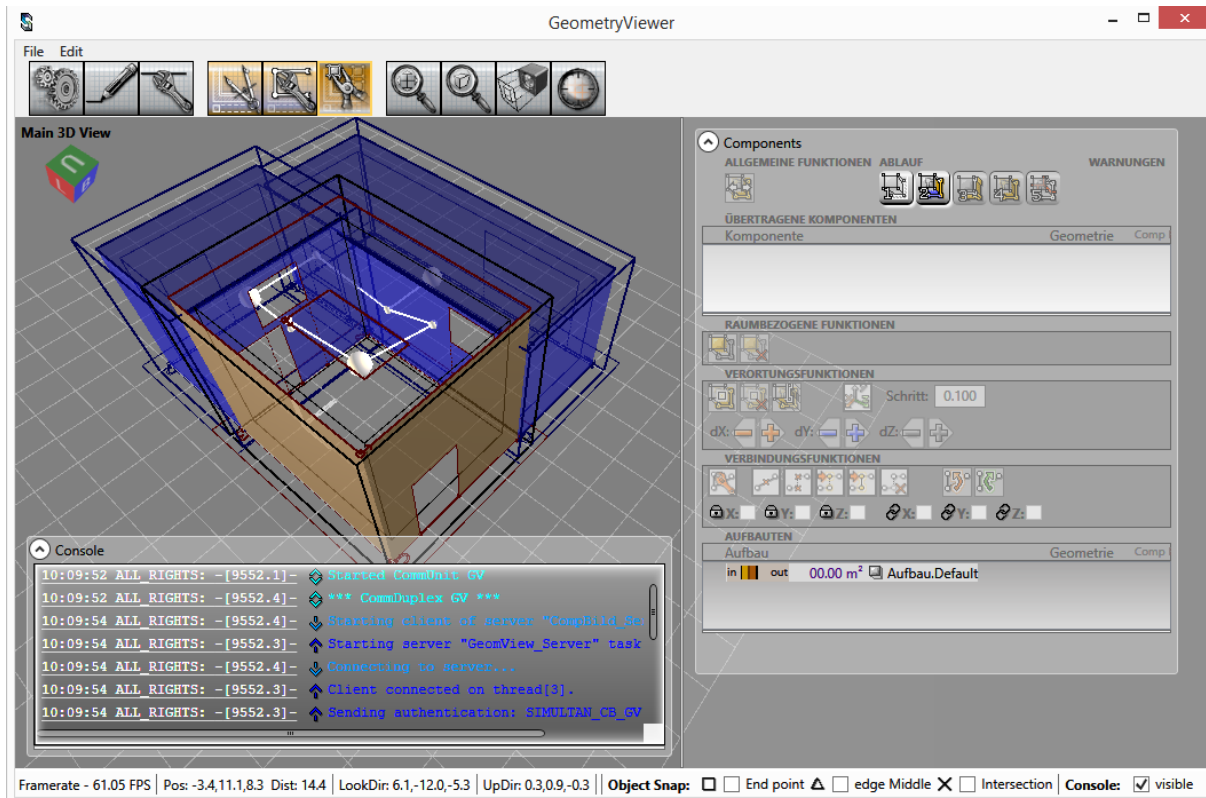 GeometryViewer
File Edit
Main 3D View
Components
ALLGEMEINE FUNKTIONEN ABLAUF WARNUNGEN
1 2 3 4 5
ÜBERTRAGENE KOMPONENTEN
Komponente Geometrie Comp
RAUMBEZOGENE FUNKTIONEN
VERORTUNGSFUNKTIONEN
Schritt: 0.100
dX: dY: dZ:
VERBINDUNGSFUNKTIONEN
X: Y: Z: X: Y: Z:
AUFBAUTEN
Aufbau Geometrie Comp
in out 00.00 m² Aufbau.Default
Console
10:09:52 ALL_RIGHTS: -[9552.1]- Started CommUnit GV
10:09:52 ALL_RIGHTS: -[9552.4]- *** CommDuplex GV ***
10:09:54 ALL_RIGHTS: -[9552.4]- Starting client of server "CompBild_Se
10:09:54 ALL_RIGHTS: -[9552.3]- Starting server "GeomView_Server" task
10:09:54 ALL_RIGHTS: -[9552.4]- Connecting to server...
10:09:54 ALL_RIGHTS: -[9552.3]- Client connected on thread[3].
10:09:54 ALL_RIGHTS: -[9552.3]- Sending authentication: SIMULTAN_CB_GV
Framerate - 61.05 FPS Pos: -3.4,11.1,8.3 Dist: 14.4 LookDir: 6.1,-12.0,-5.3 UpDir: 0.3,0.9,-0.3 Object Snap: End point edge Middle Intersection Console: visible